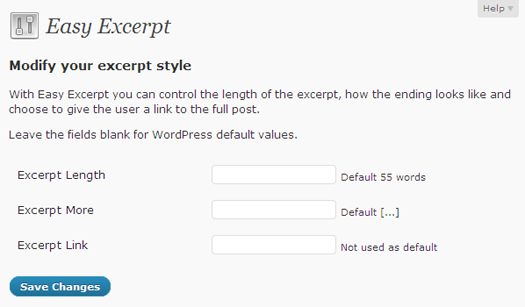 Help
Easy Excerpt
Modify your excerpt style
With Easy Excerpt you can control the length of the excerpt, how the ending looks like and
choose to give the user a link to the full post.
Leave the fields blank for WordPress default values.
Excerpt Length Default 55 words
Excerpt More Default [...]
Excerpt Link Not used as default
Save Changes